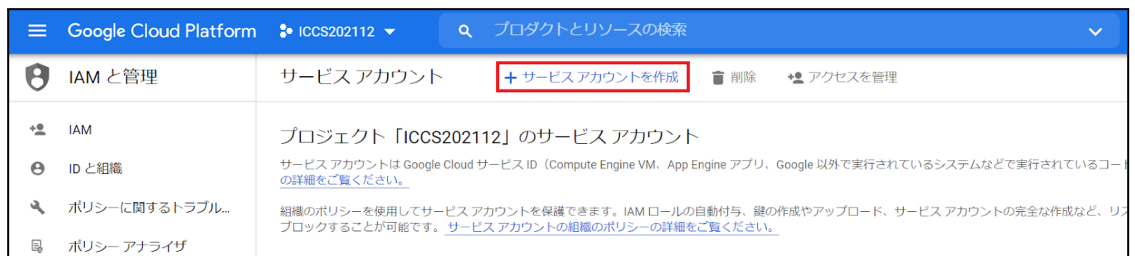 Google Cloud Platform ICCS202112 プロダクトとリソースの検索
IAM と管理 サービス アカウント + サービス アカウントを作成 削除 アクセスを管理
IAM
プロジェクト「ICCS202112」のサービス アカウント
ID と組織
サービス アカウントは Google Cloud サービス ID（Compute Engine VM、App Engine アプリ、Google 以外で実行されているシステムなどで実行されているコート
の詳細をご覧ください。
ポリシーに関するトラブル...
組織のポリシーを使用してサービス アカウントを保護できます。IAM ロールの自動付与、鍵の作成やアップロード、サービス アカウントの完全な作成など、リス
ブロックすることが可能です。サービス アカウントの組織のポリシーの詳細をご覧ください。
ポリシー アナライザ